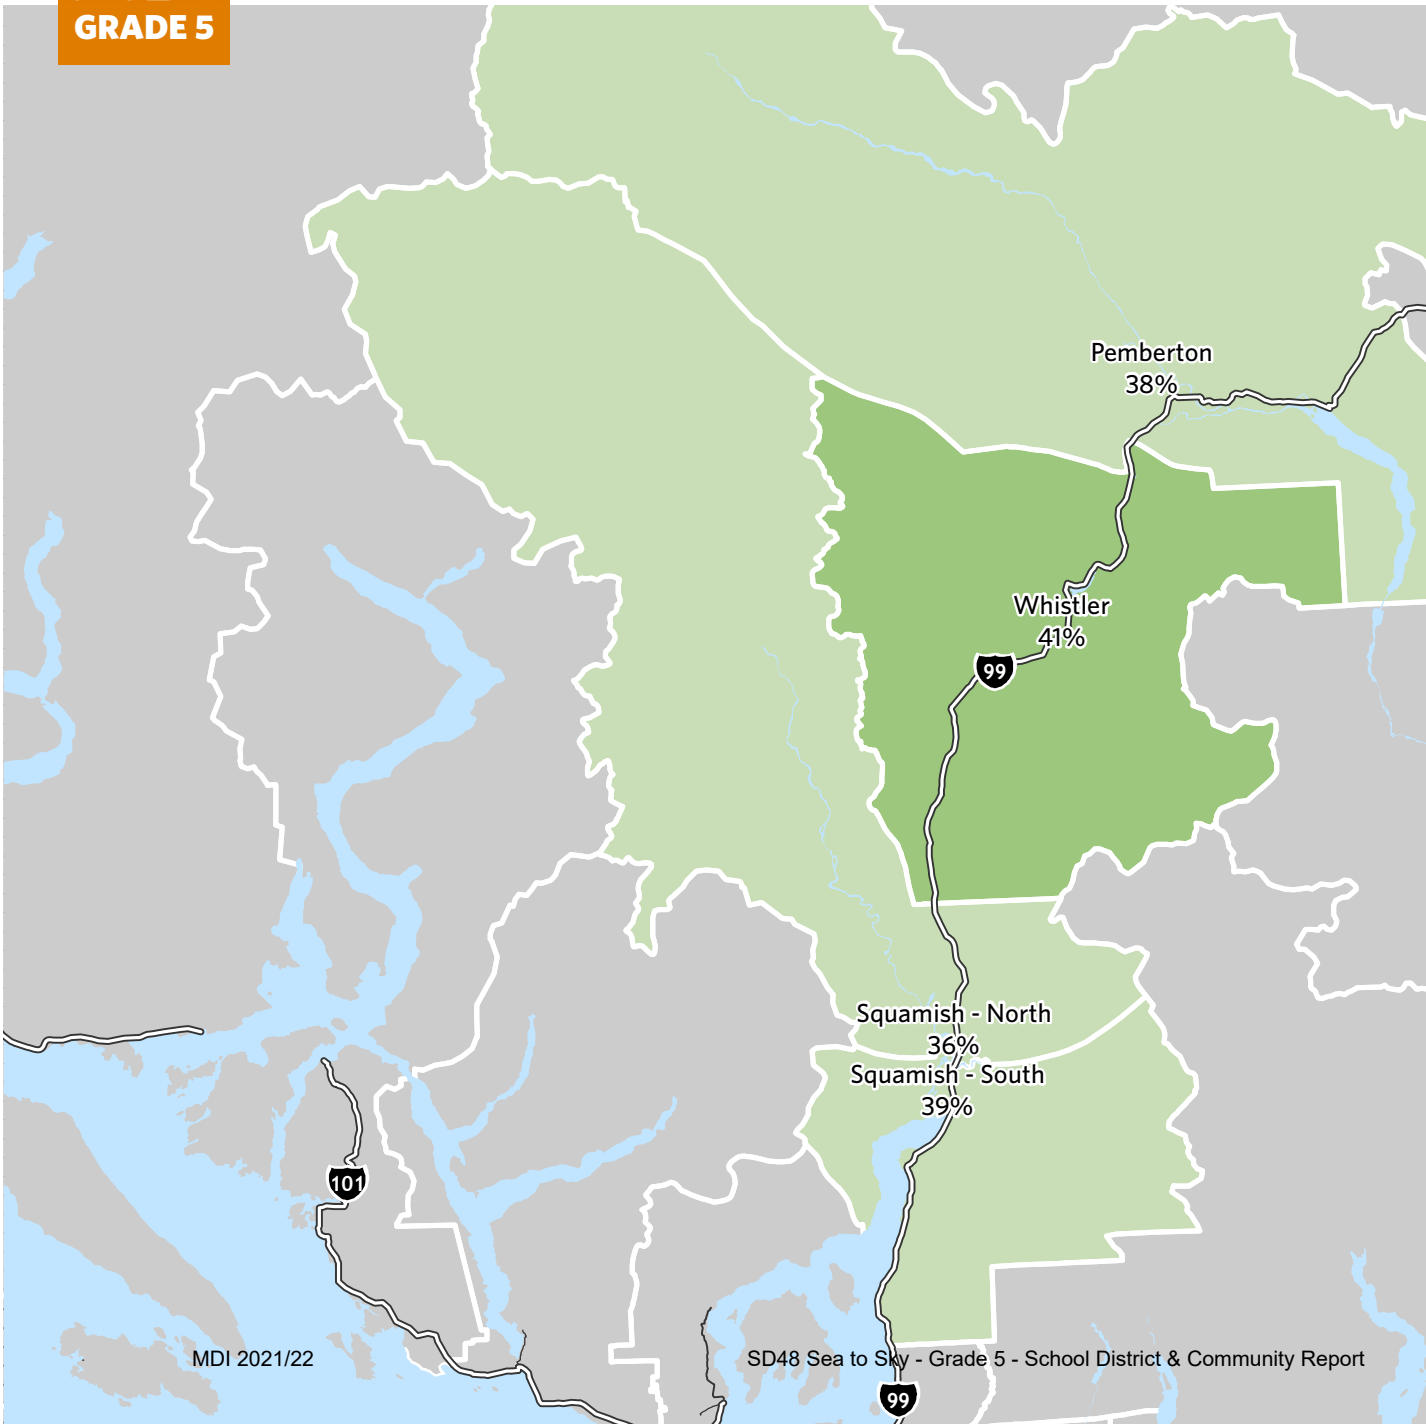 GRADE 5
Pemberton
38%
Whistler
41%
99
Squamish - North
36%
Squamish - South
39%
101
MDI 2021/22
SD48 Sea to Sky - Grade 5 - School District & Community Report
99